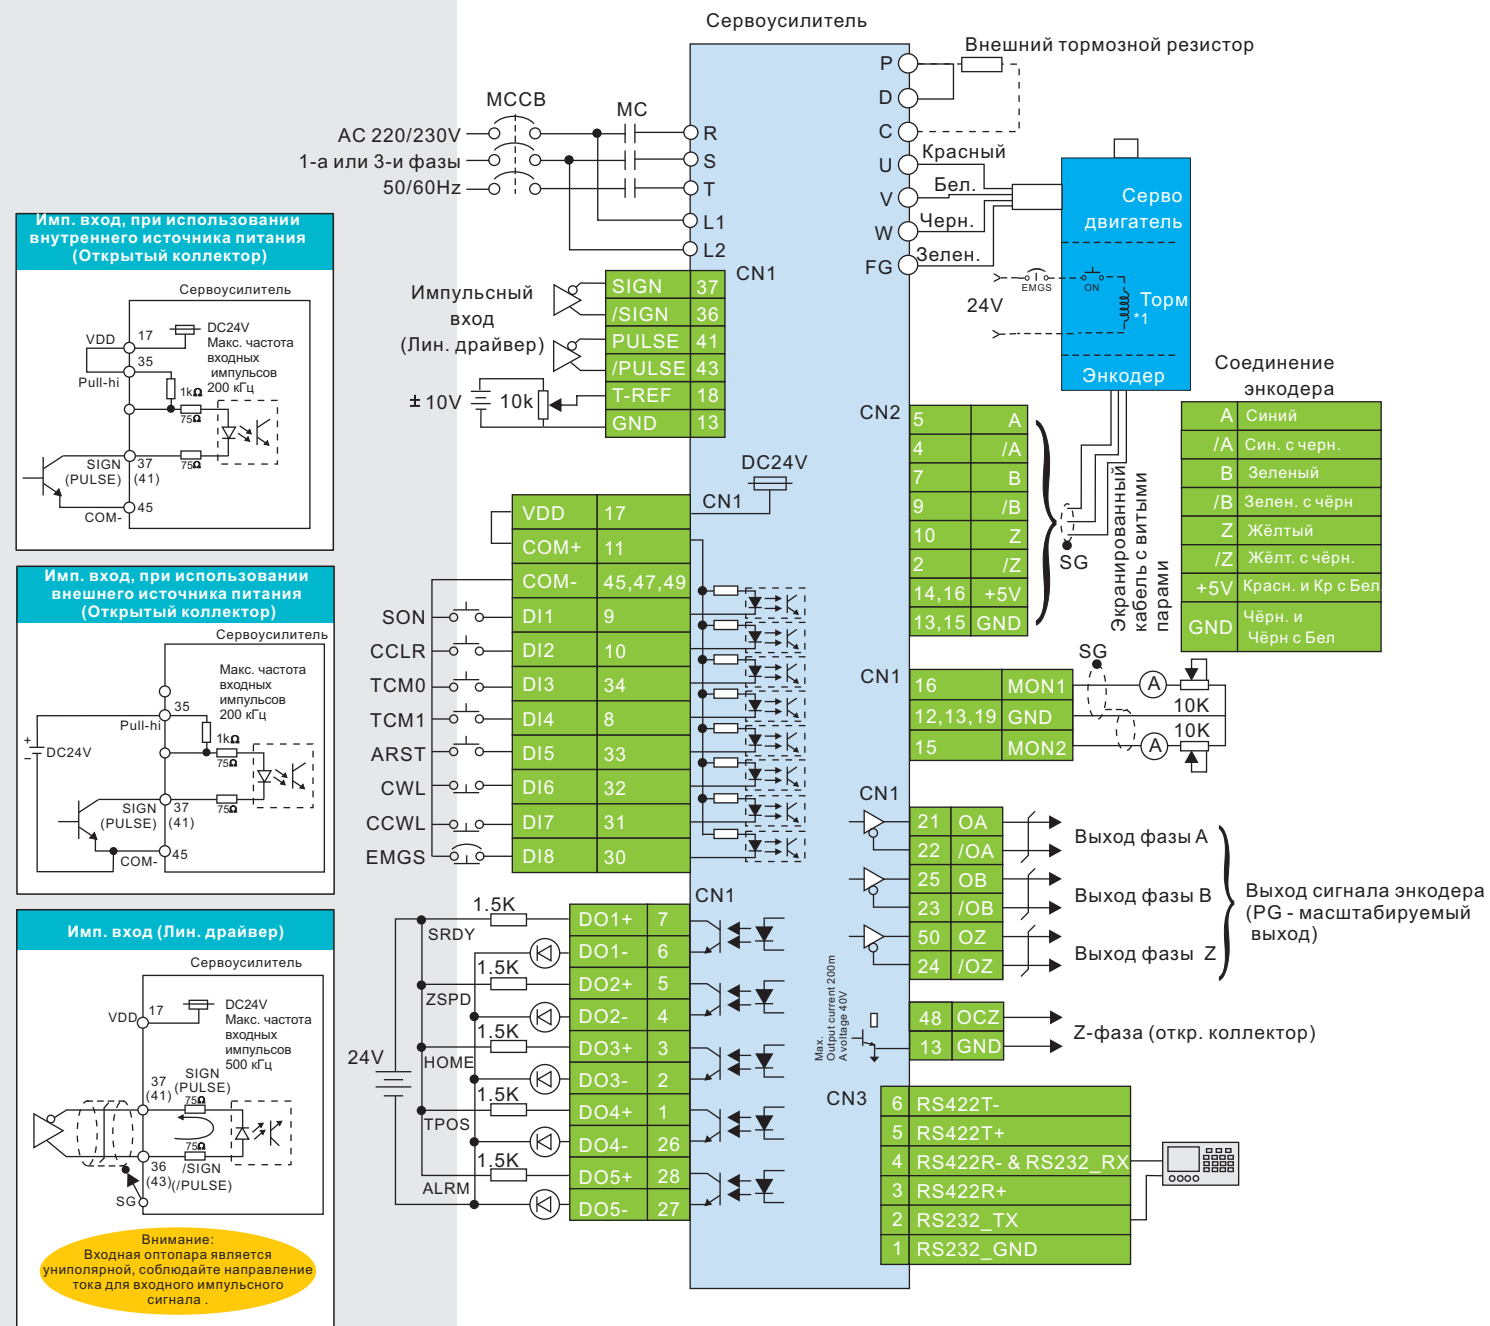 Сервоусилитель
Внешний тормозной резистор
P
D
C
U
V
W
FG
Красный
Бел.
Черн.
Зелен.
MCCB
MC
AC 220/230V
1-а или 3-и фазы
50/60Hz
R
S
T
L1
L2
CN1
Серво
двигатель
24V
EMGS
ON
Торм
*1
Энкодер
Импульсный
вход
(Лин. драйвер)
SIGN 37
/SIGN 36
PULSE 41
/PULSE 43
T-REF 18
GND 13
±10V
10k
DC24V
CN1
VDD 17
COM+ 11
COM- 45,47,49
SON DI1 9
CCLR DI2 10
TCM0 DI3 34
TCM1 DI4 8
ARST DI5 33
CWL DI6 32
CCWL DI7 31
EMGS DI8 30
CN1
24V
1.5K
SRDY
DO1+ 7
DO1- 6
1.5K
ZSPD
DO2+ 5
DO2- 4
1.5K
HOME
DO3+ 3
DO3- 2
1.5K
TPOS
DO4+ 1
DO4- 26
1.5K
ALRM
DO5+ 28
DO5- 27
CN2
5 A
4 /A
7 B
9 /B
10 Z
2 /Z
14,16 +5V
13,15 GND
SG
Экранированный
кабель с витыми
парами
Соединение
энкодера
A Синий
/A Син. с черн.
B Зеленый
/B Зелен. с чёрн
Z Жёлтый
/Z Жёлт. с чёрн.
+5V Красн. и Кр с Бел.
GND Чёрн. и
Чёрн с Бел
CN1
SG
16 MON1
12,13,19 GND
15 MON2
A
10K
10K
A
CN1
21 OA
22 /OA
25 OB
23 /OB
50 OZ
24 /OZ
Выход фазы A
Выход фазы B
Выход фазы Z
Выход сигнала энкодера
(PG - масштабируемый
выход)
Max.
Output current 200m
A voltage 40V
48 OCZ
13 GND
Z-фаза (откр. коллектор)
CN3
6 RS422T-
5 RS422T+
4 RS422R- & RS232_RX
3 RS422R+
2 RS232_TX
1 RS232_GND
Имп. вход, при использовании
внутреннего источника питания
(Открытый коллектор)
Сервоусилитель
VDD
17
DC24V
Макс. частота
входных
импульсов
200 кГц
35
Pull-hi
1kΩ
75Ω
75Ω
SIGN
(PULSE)
37
(41)
COM-
45
Имп. вход, при использовании
внешнего источника питания
(Открытый коллектор)
Сервоусилитель
Макс. частота
входных
импульсов
200 кГц
35
Pull-hi
1kΩ
75Ω
+
DC24V
−
75Ω
SIGN
(PULSE)
37
(41)
COM-
45
Имп. вход (Лин. драйвер)
Сервоусилитель
VDD
17
DC24V
Макс. частота
входных
импульсов
500 кГц
37
(41)
SIGN
(PULSE)
75Ω
75Ω
36
(43)
/SIGN
(/PULSE)
SG
Внимание:
Входная оптопара является
униполярной, соблюдайте направление
тока для входного импульсного
сигнала .